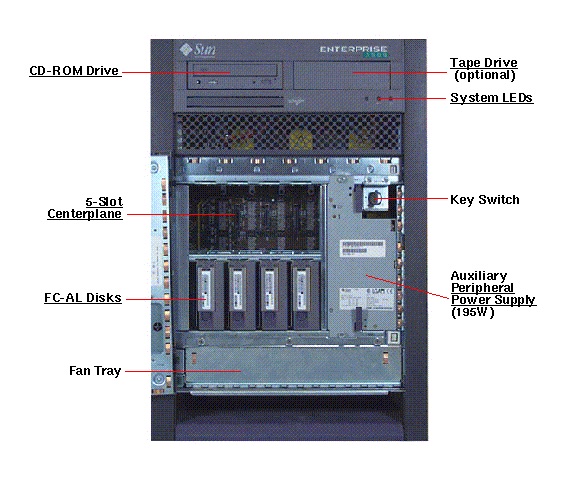 Sun
ENTERPRISE
3500
CD-ROM Drive
Tape Drive
(optional)
System LEDs
5-Slot
Centerplane
Key Switch
FC-AL Disks
Auxiliary
Peripheral
Power Supply
(195W)
Fan Tray